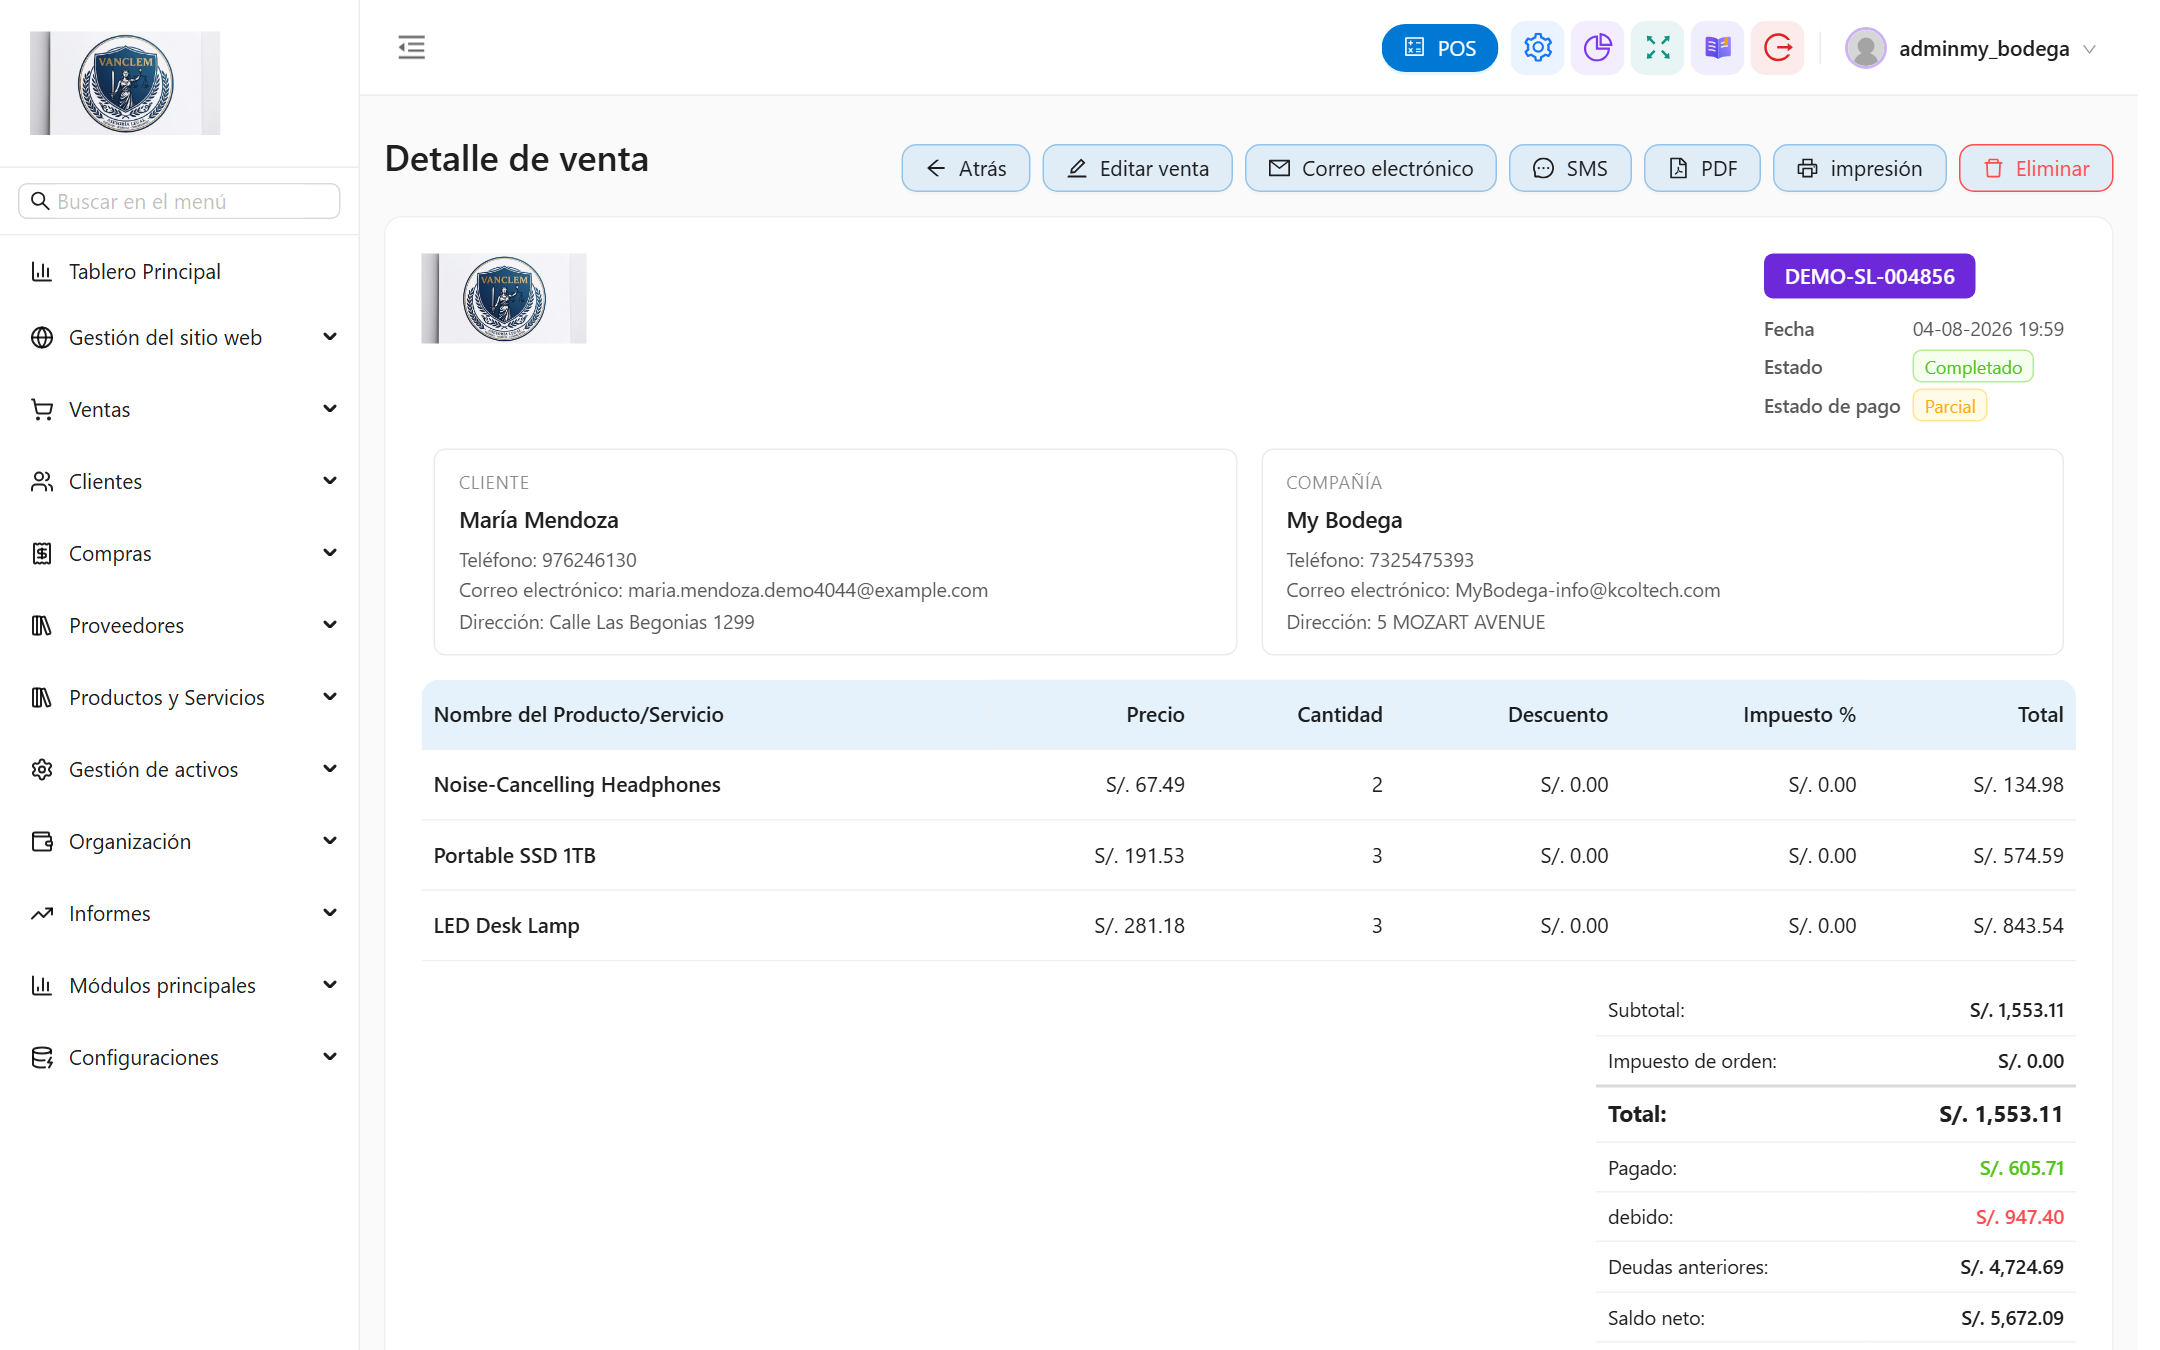 VANCLEM
ASESORÍA LEGAL
POS
adminmy_bodega
Buscar en el menú
Tablero Principal
Gestión del sitio web
Ventas
Clientes
Compras
Proveedores
Productos y Servicios
Gestión de activos
Organización
Informes
Módulos principales
Configuraciones
Detalle de venta
Atrás
Editar venta
Correo electrónico
SMS
PDF
impresión
Eliminar
VANCLEM
ASESORÍA LEGAL
DEMO-SL-004856
Fecha 04-08-2026 19:59
Estado Completado
Estado de pago Parcial
CLIENTE
María Mendoza
Teléfono: 976246130
Correo electrónico: maria.mendoza.demo4044@example.com
Dirección: Calle Las Begonias 1299
COMPAÑÍA
My Bodega
Teléfono: 7325475393
Correo electrónico: MyBodega-info@kcoltech.com
Dirección: 5 MOZART AVENUE
Nombre del Producto/Servicio Precio Cantidad Descuento Impuesto % Total
Noise-Cancelling Headphones S/. 67.49 2 S/. 0.00 S/. 0.00 S/. 134.98
Portable SSD 1TB S/. 191.53 3 S/. 0.00 S/. 0.00 S/. 574.59
LED Desk Lamp S/. 281.18 3 S/. 0.00 S/. 0.00 S/. 843.54
Subtotal: S/. 1,553.11
Impuesto de orden: S/. 0.00
Total: S/. 1,553.11
Pagado: S/. 605.71
debido: S/. 947.40
Deudas anteriores: S/. 4,724.69
Saldo neto: S/. 5,672.09